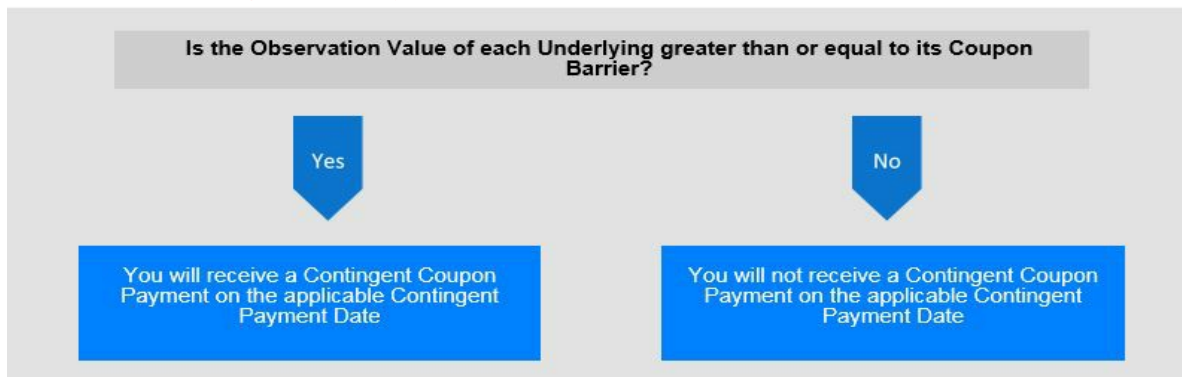 Is the Observation Value of each Underlying greater than or equal to its Coupon
Barrier?
Yes
No
You will receive a Contingent Coupon
Payment on the applicable Contingent
Payment Date
You will not receive a Contingent Coupon
Payment on the applicable Contingent
Payment Date